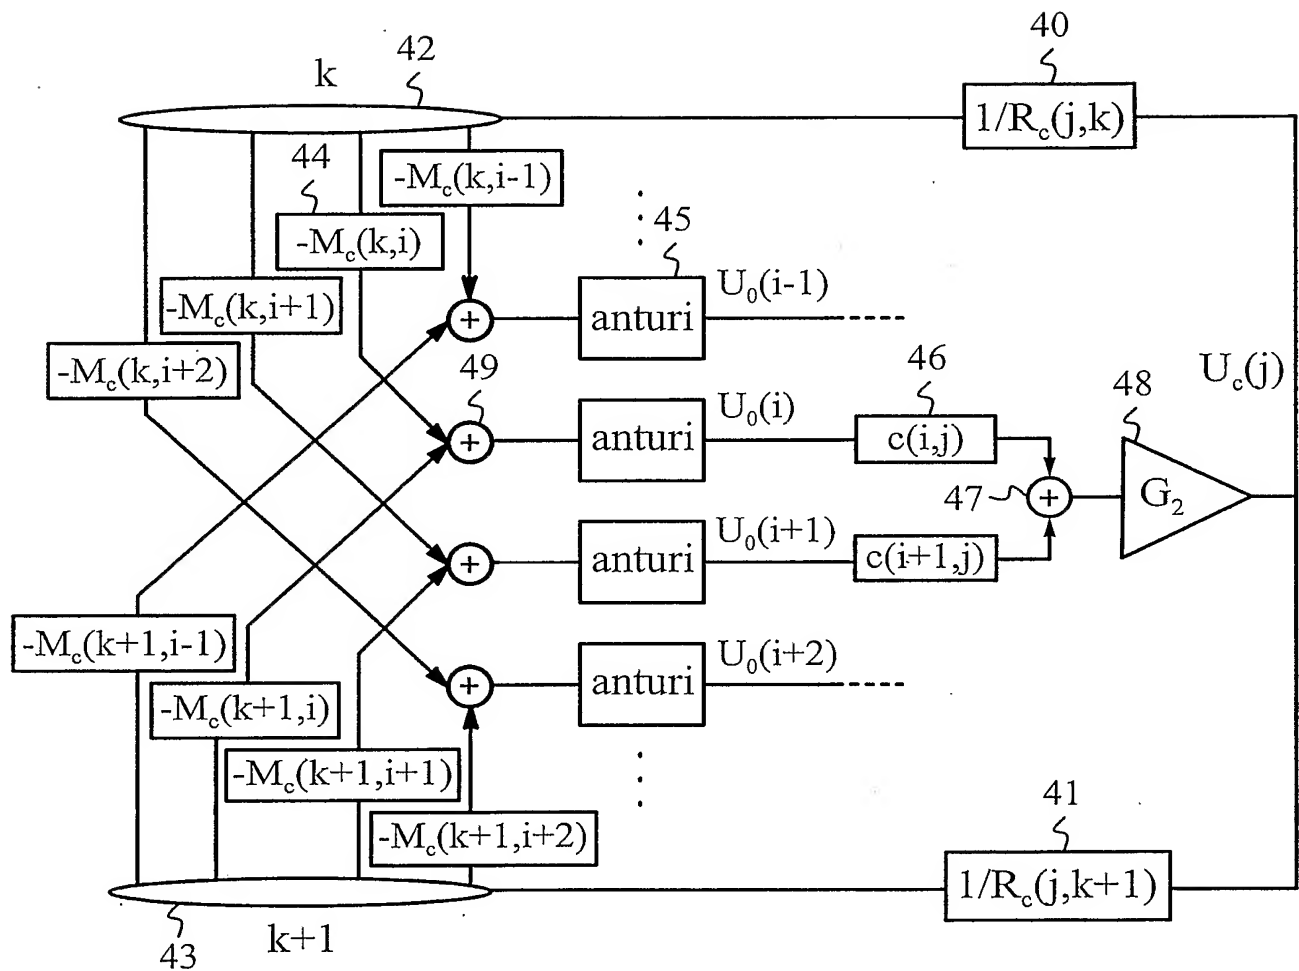 40
42
k
1/R_c(j,k)
44
-M_c(k,i-1)
45
-M_c(k,i)
U_0(i-1)
-M_c(k,i+1)
+
anturi
-M_c(k,i+2)
49
46
48
U_c(j)
U_0(i)
+
anturi
c(i,j)
47
+
G_2
U_0(i+1)
+
anturi
c(i+1,j)
-M_c(k+1,i-1)
U_0(i+2)
+
anturi
-M_c(k+1,i)
-M_c(k+1,i+1)
41
-M_c(k+1,i+2)
1/R_c(j,k+1)
43
k+1